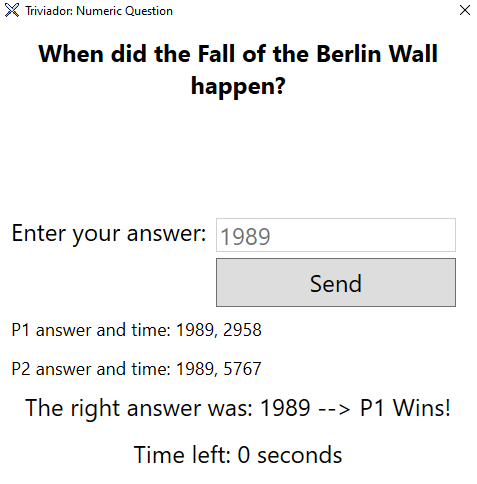 Triviador: Numeric Question
When did the Fall of the Berlin Wall
happen?
Enter your answer: 1989
Send
P1 answer and time: 1989, 2958
P2 answer and time: 1989, 5767
The right answer was: 1989 --> P1 Wins!
Time left: 0 seconds